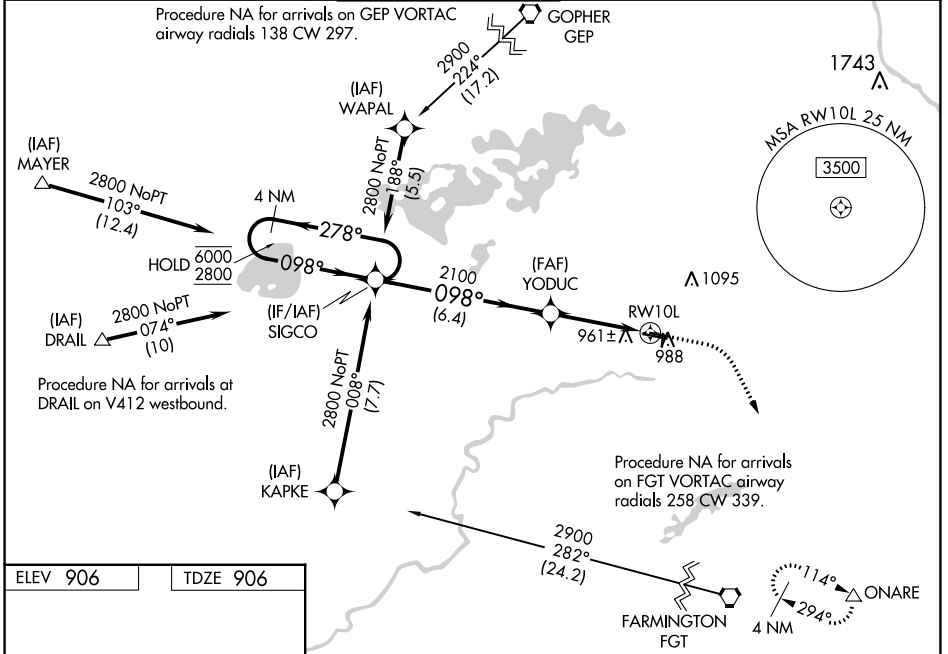 Procedure NA for arrivals on GEP VORTAC
airway radials 138 CW 297.
GOPHER
GEP
2900
224°
(17.2)
1743
(IAF)
WAPAL
MSA RW10L 25 NM
3500
(IAF)
MAYER
2800 NoPT
103°
(12.4)
2800 NoPT
188°
(5.5)
4 NM
278°
HOLD
6000
2800
098°
2100
098°
(6.4)
(FAF)
YODUC
1095
(IF/IAF)
SIGCO
RW10L
961±
988
(IAF)
DRAIL
2800 NoPT
074°
(10)
Procedure NA for arrivals at
DRAIL on V412 westbound.
2800 NoPT
008°
(7.7)
(IAF)
KAPKE
Procedure NA for arrivals
on FGT VORTAC airway
radials 258 CW 339.
2900
282°
(24.2)
FARMINGTON
FGT
114°
294°
4 NM
ONARE
ELEV 906
TDZE 906